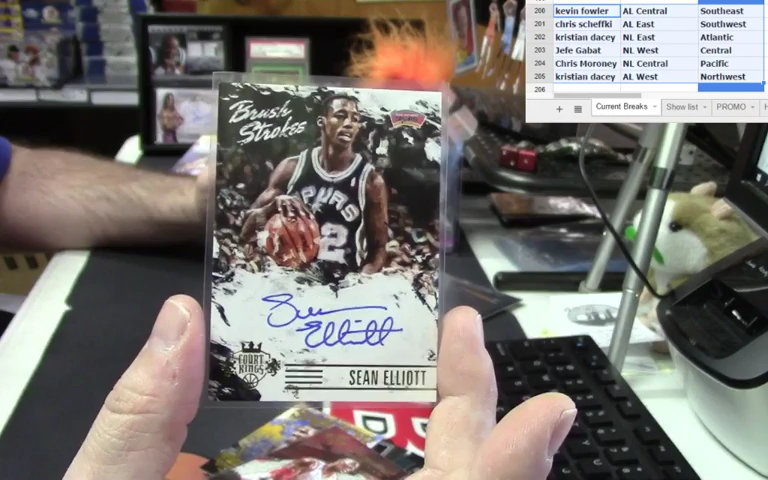 200 kevin fowler AL Central Southeast
201 chris scheffki AL East Southwest
202 kristian dacey NL East Atlantic
203 Jefe Gabat NL West Central
204 Chris Moroney NL Central Pacific
205 kristian dacey AL West Northwest
206
+ Current Breaks Show list PROMO
Brush
Strokes
SPURS
2
Sean
Elliott
COURT
KINGS
SEAN ELLIOTT